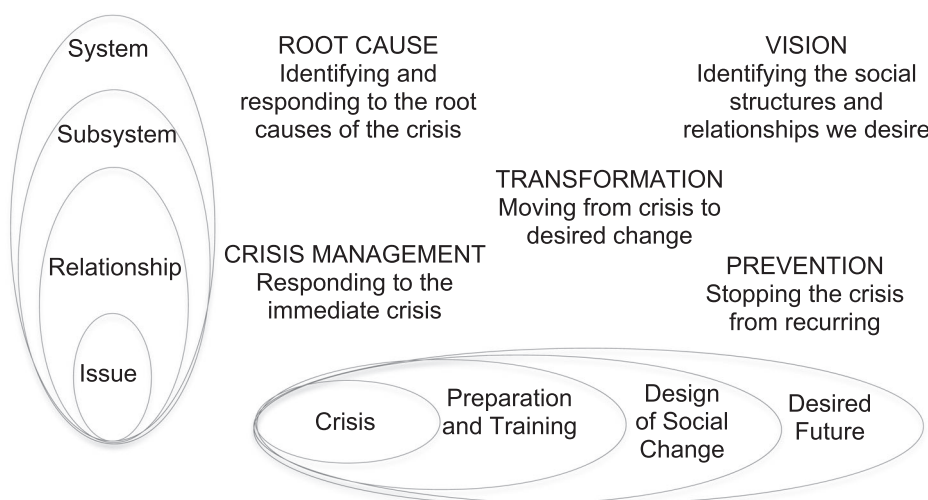 System
Subsystem
Relationship
Issue
ROOT CAUSE
Identifying and
responding to the root
causes of the crisis
VISION
Identifying the social
structures and
relationships we desire
TRANSFORMATION
Moving from crisis to
desired change
CRISIS MANAGEMENT
Responding to the
immediate crisis
PREVENTION
Stopping the crisis
from recurring
Crisis
Preparation
and Training
Design
of Social
Change
Desired
Future